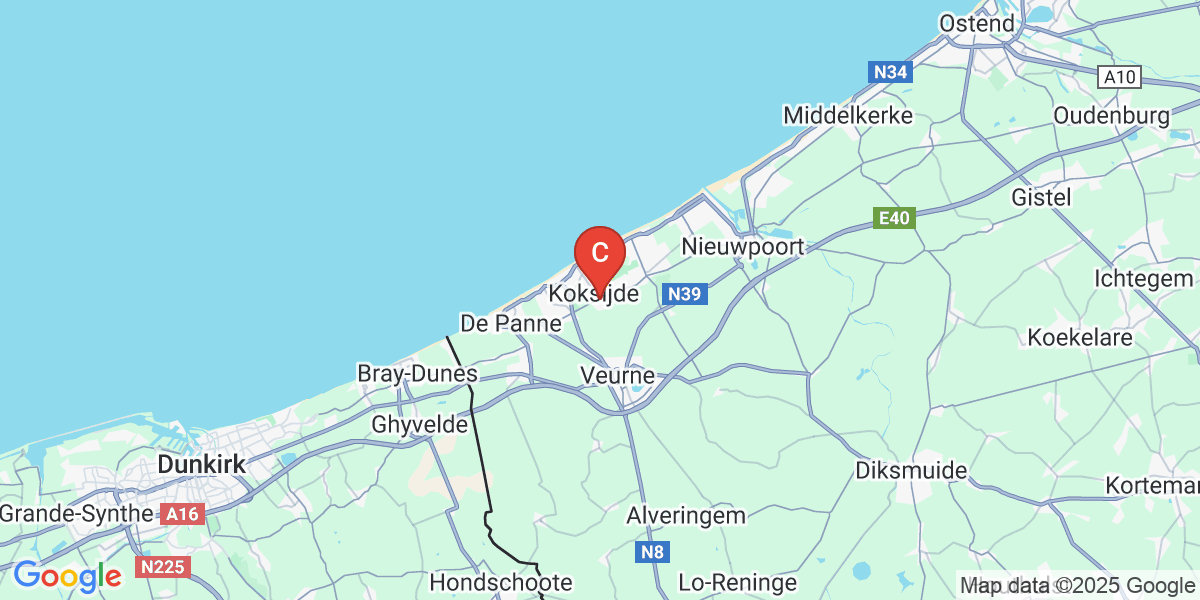 Ostend
N34
A10
Middelkerke
Oudenburg
Gistel
E40
Nieuwpoort
C
Ichtegem
Koksijde
N39
De Panne
Koekelare
Bray-Dunes
Veurne
Ghyvelde
Dunkirk
Diksmuide
Grande-Synthe
A16
Alveringem
N8
N225
Google
Hondschoote
Lo-Reninge
Map data ©2025 Google